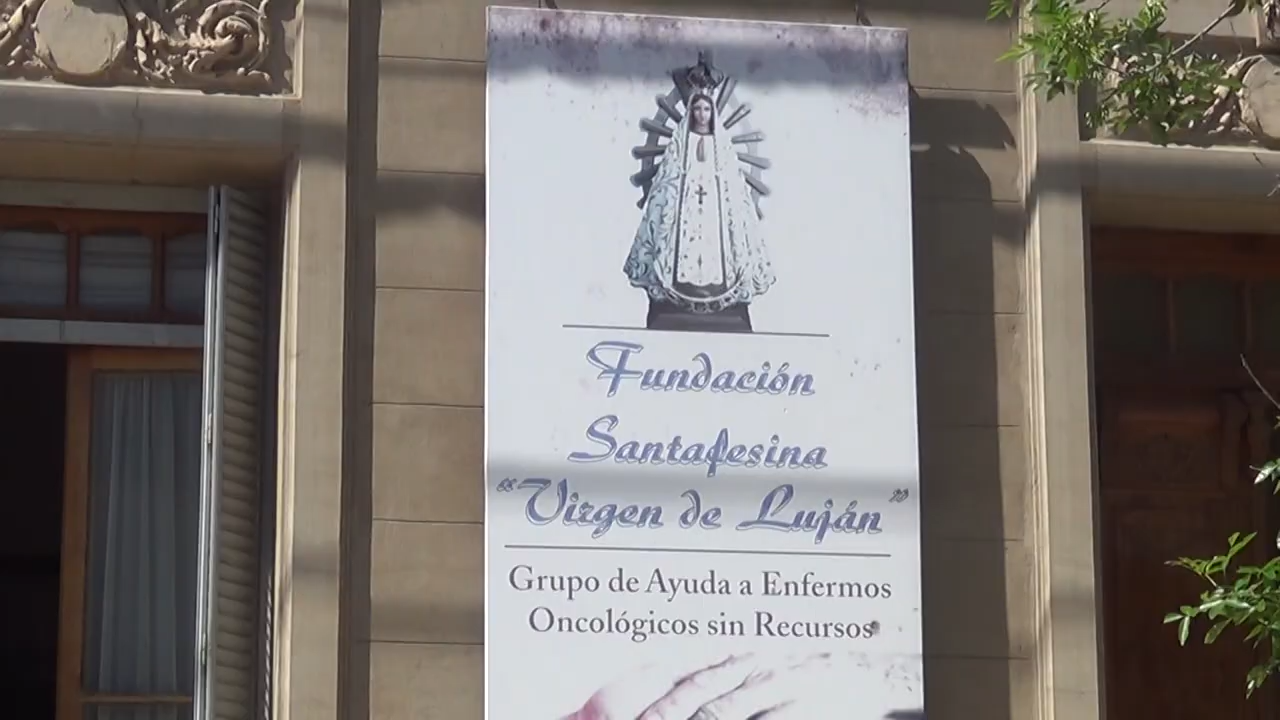 Fundación
Santafesina
“Virgen de Luján”
Grupo de Ayuda a Enfermos
Oncológicos sin Recursos